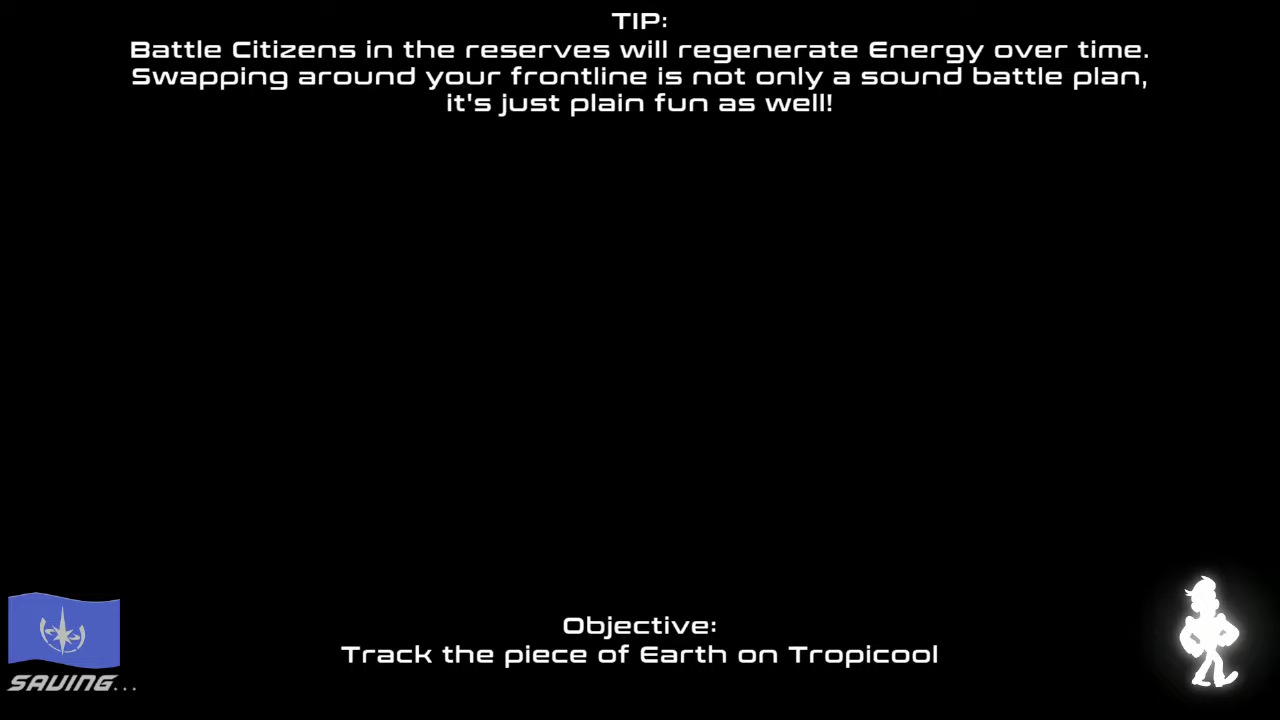 TIP:
Battle Citizens in the reserves will regenerate Energy over time.
Swapping around your frontline is not only a sound battle plan,
it's just plain fun as well!
Objective:
Track the piece of Earth on Tropicool
SAVING...